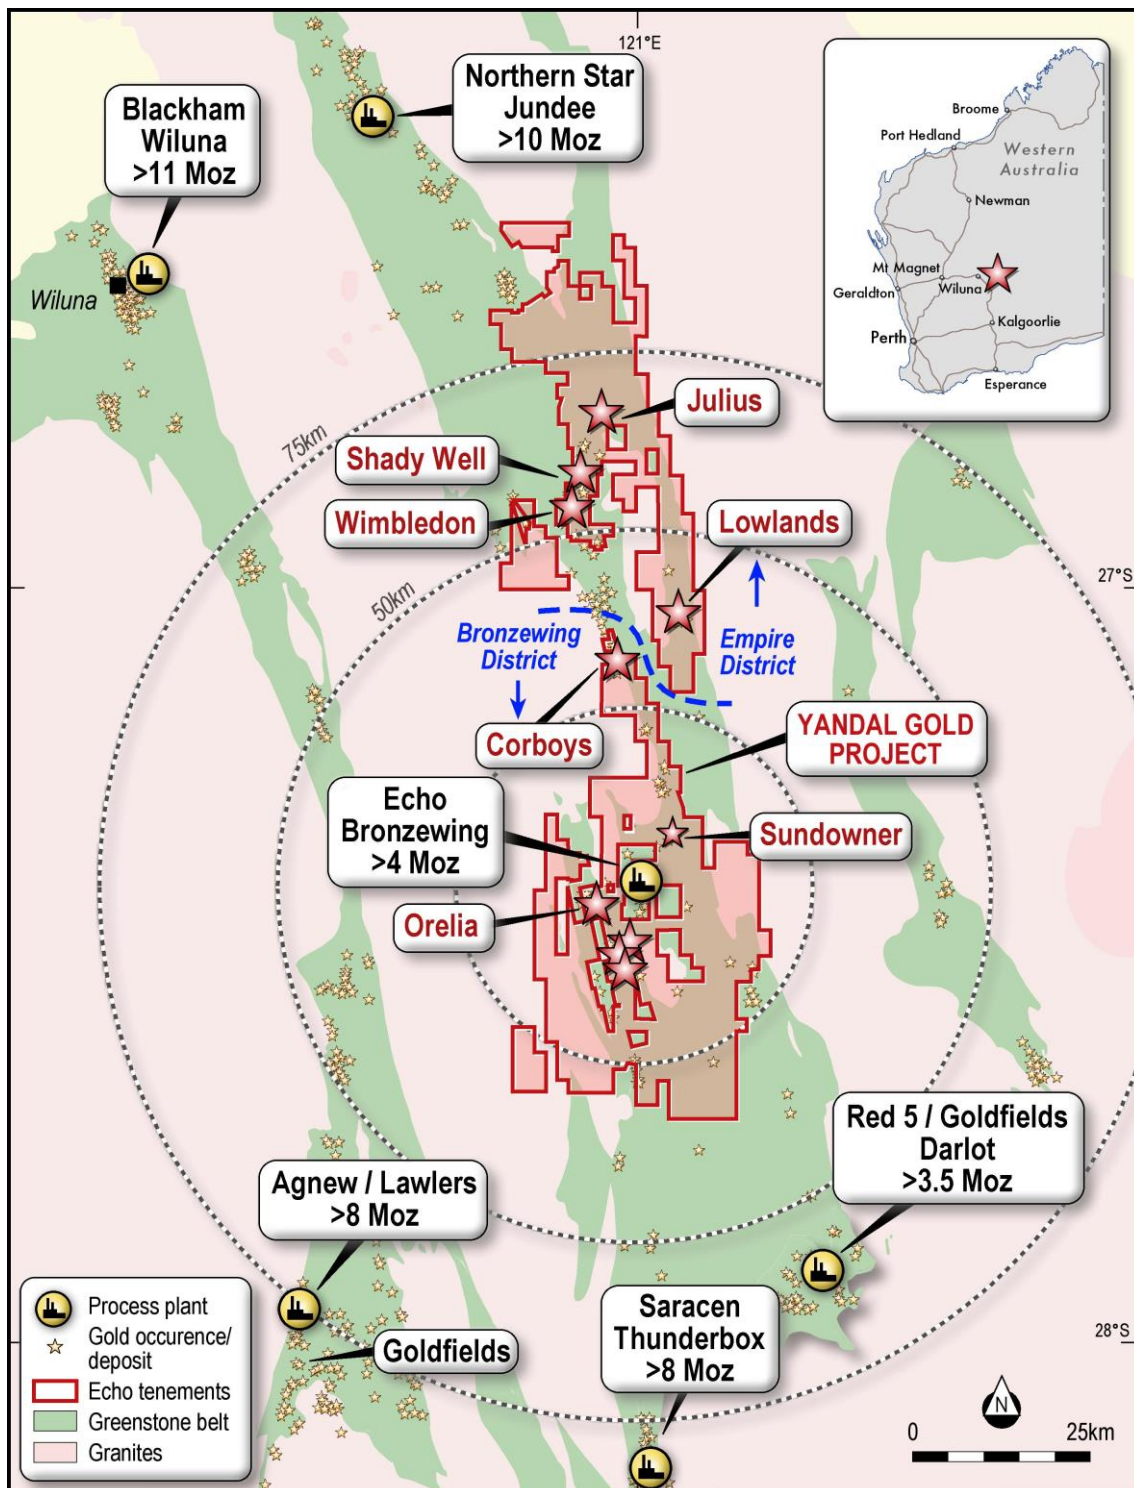 121°E
Northern Star
Jundee
>10 Moz
Blackham
Wiluna
>11 Moz
Wiluna
Broome
Port Hedland
Western
Australia
Newman
Mt Magnet
Wiluna
Geraldton
Kalgoorlie
Perth
Esperance
75km
Julius
Shady Well
Wimbledon
Lowlands
50km
27°S
Bronzewing
District
Empire
District
Corboys
YANDAL GOLD
PROJECT
Echo
Bronzewing
>4 Moz
Sundowner
Orelia
Red 5 / Goldfields
Darlot
>3.5 Moz
Agnew / Lawlers
>8 Moz
Saracen
Thunderbox
>8 Moz
Goldfields
28°S
Process plant
Gold occurence/
deposit
Echo tenements
Greenstone belt
Granites
N
0 25km